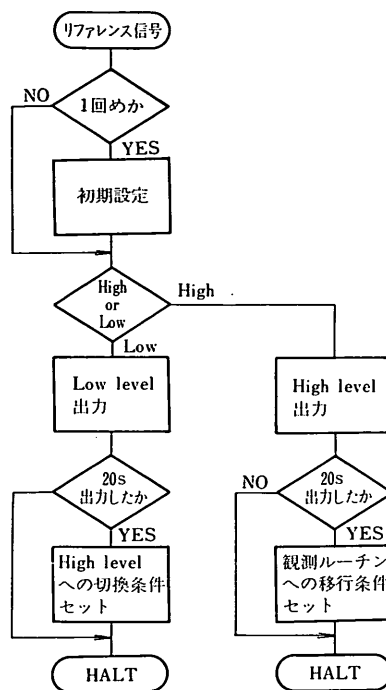 リファレンス信号
1回めか
NO
YES
初期設定
High
or
Low
High
Low
Low level
出力
High level
出力
20s
出力したか
YES
High level
への切換条件
セット
HALT
20s
出力したか
NO
YES
観測ルーチン
への移行条件
セット
HALT